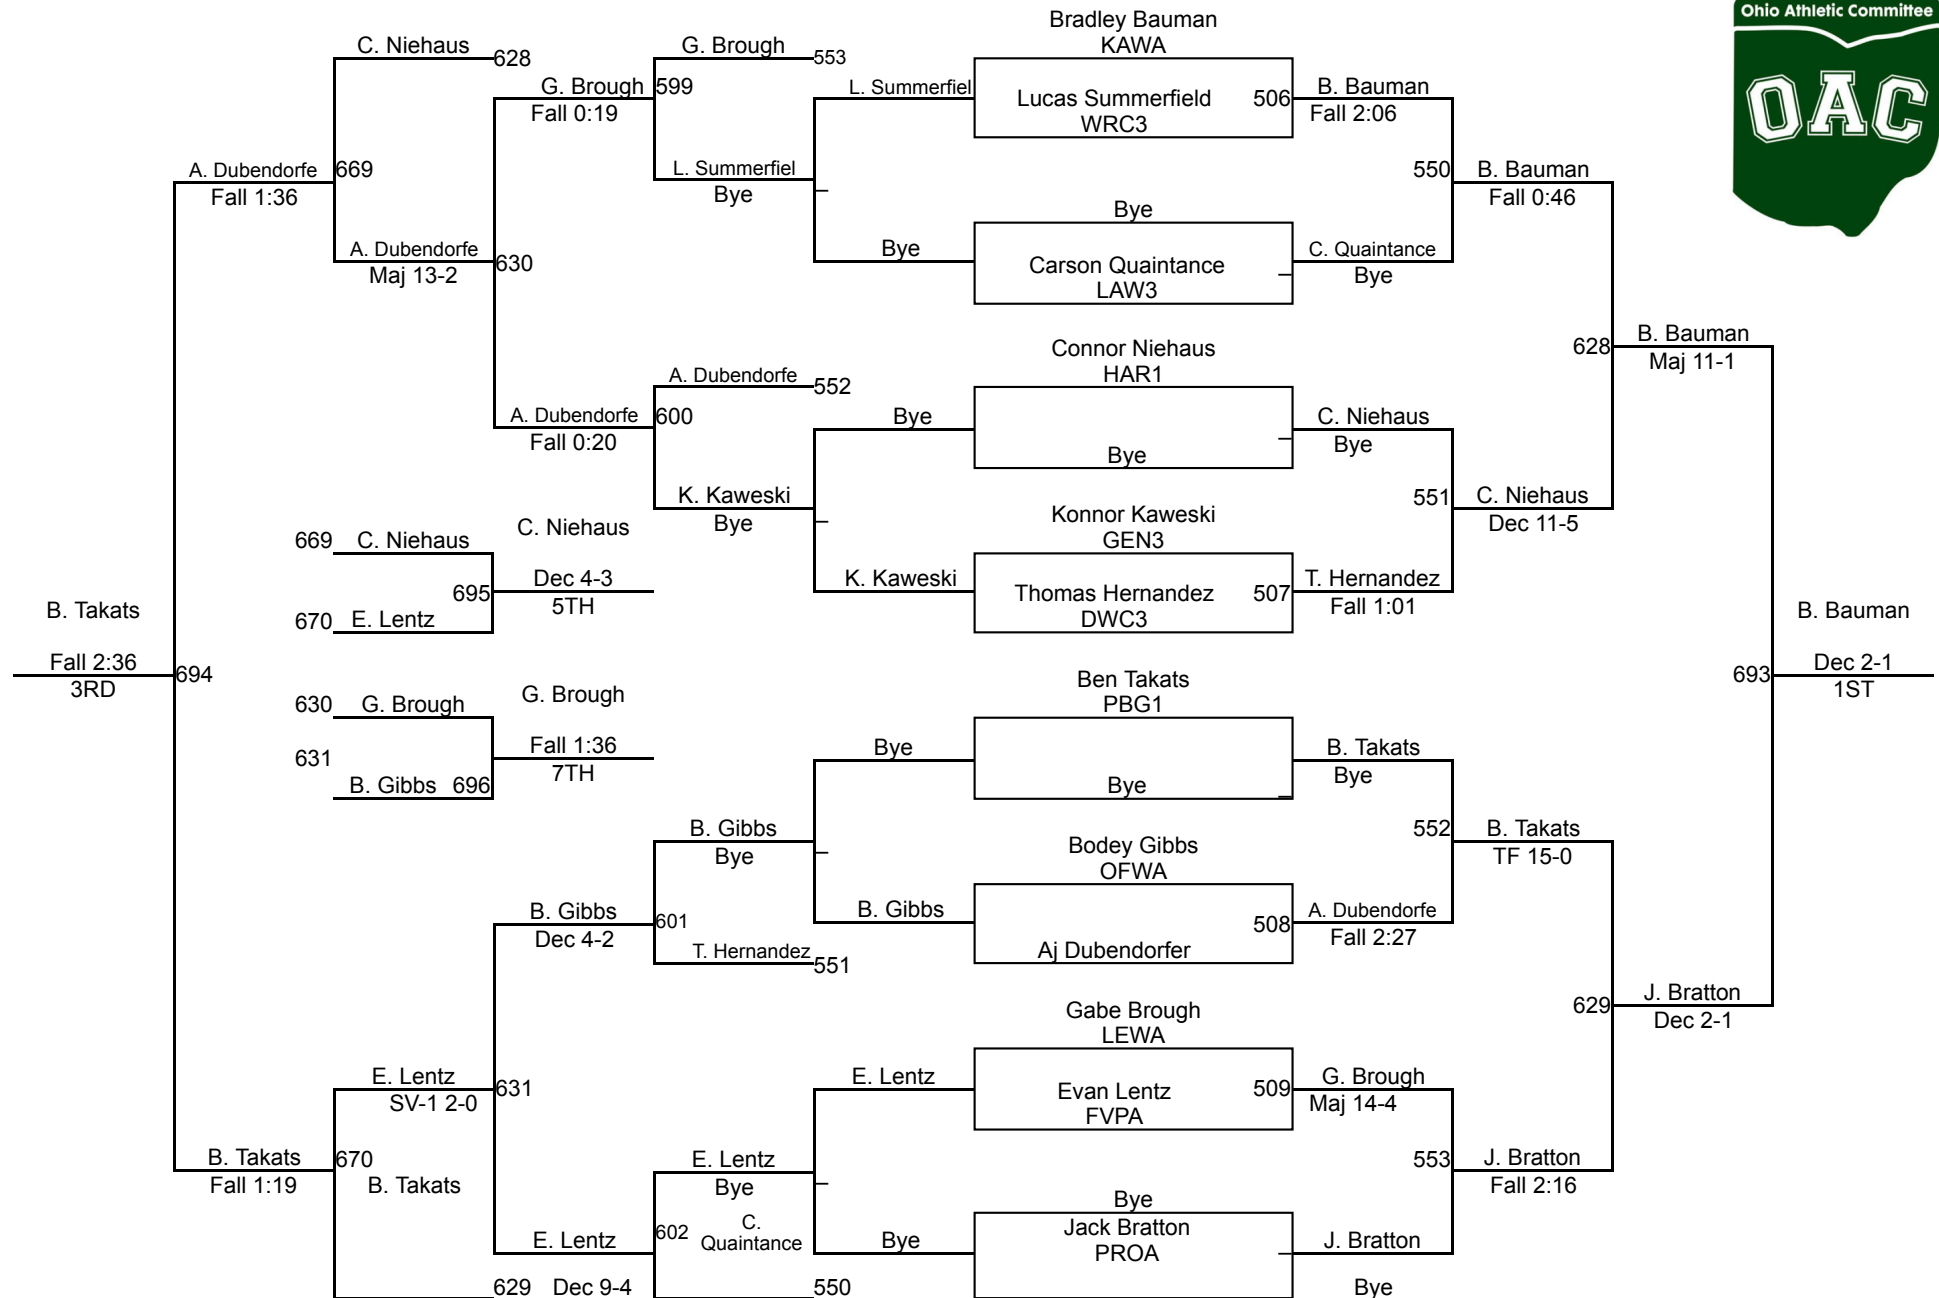 Ohio Athletic Committee
OAC
Bradley Bauman
KAWA
C. Niehaus
628
G. Brough
553
G. Brough
599
Fall 0:19
L. Summerfiel
Lucas Summerfield
WRC3
506
B. Bauman
Fall 2:06
A. Dubendorfe
669
Fall 1:36
L. Summerfiel
Bye
550
B. Bauman
Fall 0:46
Bye
A. Dubendorfe
630
Maj 13-2
Bye
Carson Quaintance
LAW3
C. Quaintance
Bye
Connor Niehaus
HAR1
628
B. Bauman
Maj 11-1
A. Dubendorfe
552
A. Dubendorfe
600
Fall 0:20
Bye
Bye
C. Niehaus
Bye
K. Kaweski
Bye
551
C. Niehaus
Dec 11-5
Konnor Kaweski
GEN3
669
C. Niehaus
C. Niehaus
695
Dec 4-3
5TH
670
E. Lentz
K. Kaweski
Thomas Hernandez
DWC3
507
T. Hernandez
Fall 1:01
B. Takats
Fall 2:36
3RD
694
B. Bauman
693
Dec 2-1
1ST
Ben Takats
PBG1
630
G. Brough
G. Brough
631
Fall 1:36
7TH
B. Gibbs
696
Bye
Bye
B. Takats
Bye
B. Gibbs
Bye
552
B. Takats
TF 15-0
Bodey Gibbs
OFWA
B. Gibbs
601
Dec 4-2
B. Gibbs
508
A. Dubendorfe
Fall 2:27
T. Hernandez
551
Aj Dubendorfer
Gabe Brough
LEWA
629
J. Bratton
Dec 2-1
E. Lentz
631
SV-1 2-0
E. Lentz
Evan Lentz
FVPA
509
G. Brough
Maj 14-4
B. Takats
670
Fall 1:19
B. Takats
E. Lentz
Bye
553
J. Bratton
Fall 2:16
Bye
E. Lentz
602
C.
Quaintance
Bye
Jack Bratton
PROA
J. Bratton
629
Dec 9-4
550
Bye